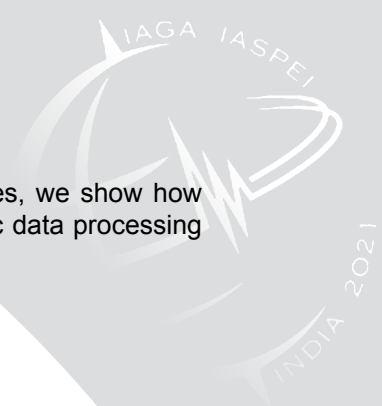 IAGA IASPEI
es, we show how
c data processing
INDIA 2021